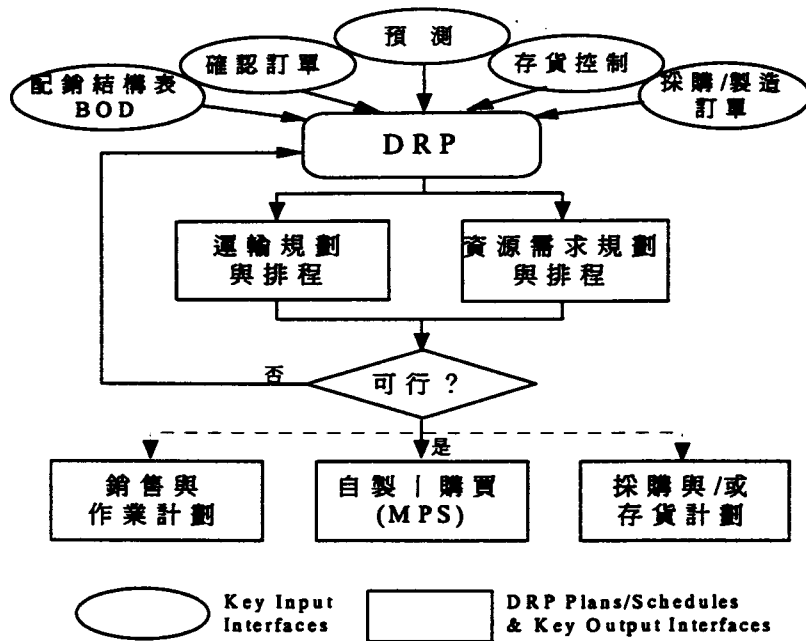 預 測
確認訂單
存貨控制
配銷結構表
BOD
採購/製造
訂單
DRP
運輸規劃
與排程
資源需求規劃
與排程
否
可行?
是
銷售與
作業計劃
自製|購買
(MPS)
採購與/或
存貨計劃
Key Input
Interfaces
DRP Plans/Schedules
& Key Output Interfaces